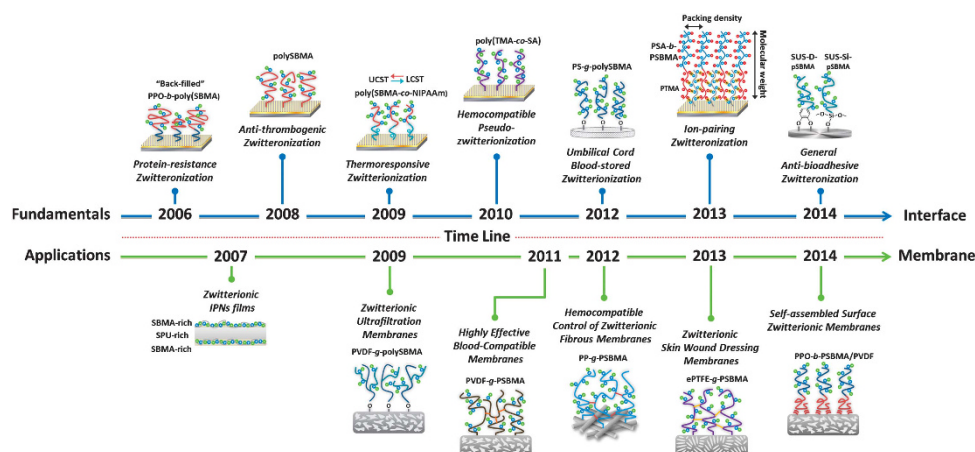 "Back-filled"
PPO-b-poly(SBMA)
Protein-resistance
Zwitteronization
polySBMA
Anti-thrombogenic
Zwitteronization
UCST LCST
poly(SBMA-co-NIPAAm)
Thermoresponsive
Zwitterionization
poly(TMA-co-SA)
Hemocompatible
Pseudo-
zwitterionization
PS-g-polySBMA
O O O
Umbilical Cord
Blood-stored
Zwitterionization
Packing density
PSA-b-
PSBMA
PTMA
Molecular weight
Ion-pairing
Zwitteronization
SUS-D-
pSBMA
SUS-Si-
pSBMA
General
Anti-bioadhesive
Zwitteronization
Fundamentals 2006 2008 2009 2010 2012 2013 2014 Interface
Time Line
Applications 2007 2009 2011 2012 2013 2014 Membrane
Zwitterionic
IPNs films
SBMA-rich
SPU-rich
SBMA-rich
Zwitterionic
Ultrafiltration
Membranes
PVDF-g-polySBMA
O O O O
Highly Effective
Blood-Compatible
Membranes
PVDF-g-PSBMA
Hemocompatible
Control of Zwitterionic
Fibrous Membranes
PP-g-PSBMA
Zwitterionic
Skin Wound Dressing
Membranes
ePTFE-g-PSBMA
Self-assembled Surface
Zwitterionic Membranes
PPO-b-PSBMA/PVDF